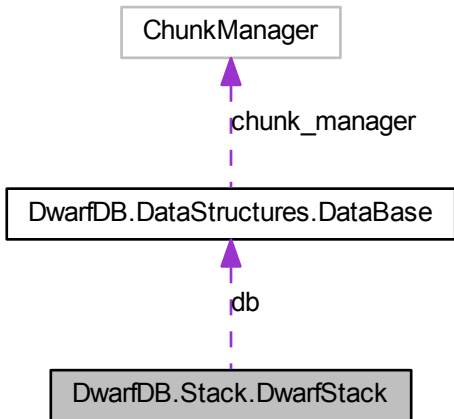 ChunkManager
chunk_manager
DwarfDB.DataStructures.DataBase
db
DwarfDB.Stack.DwarfStack